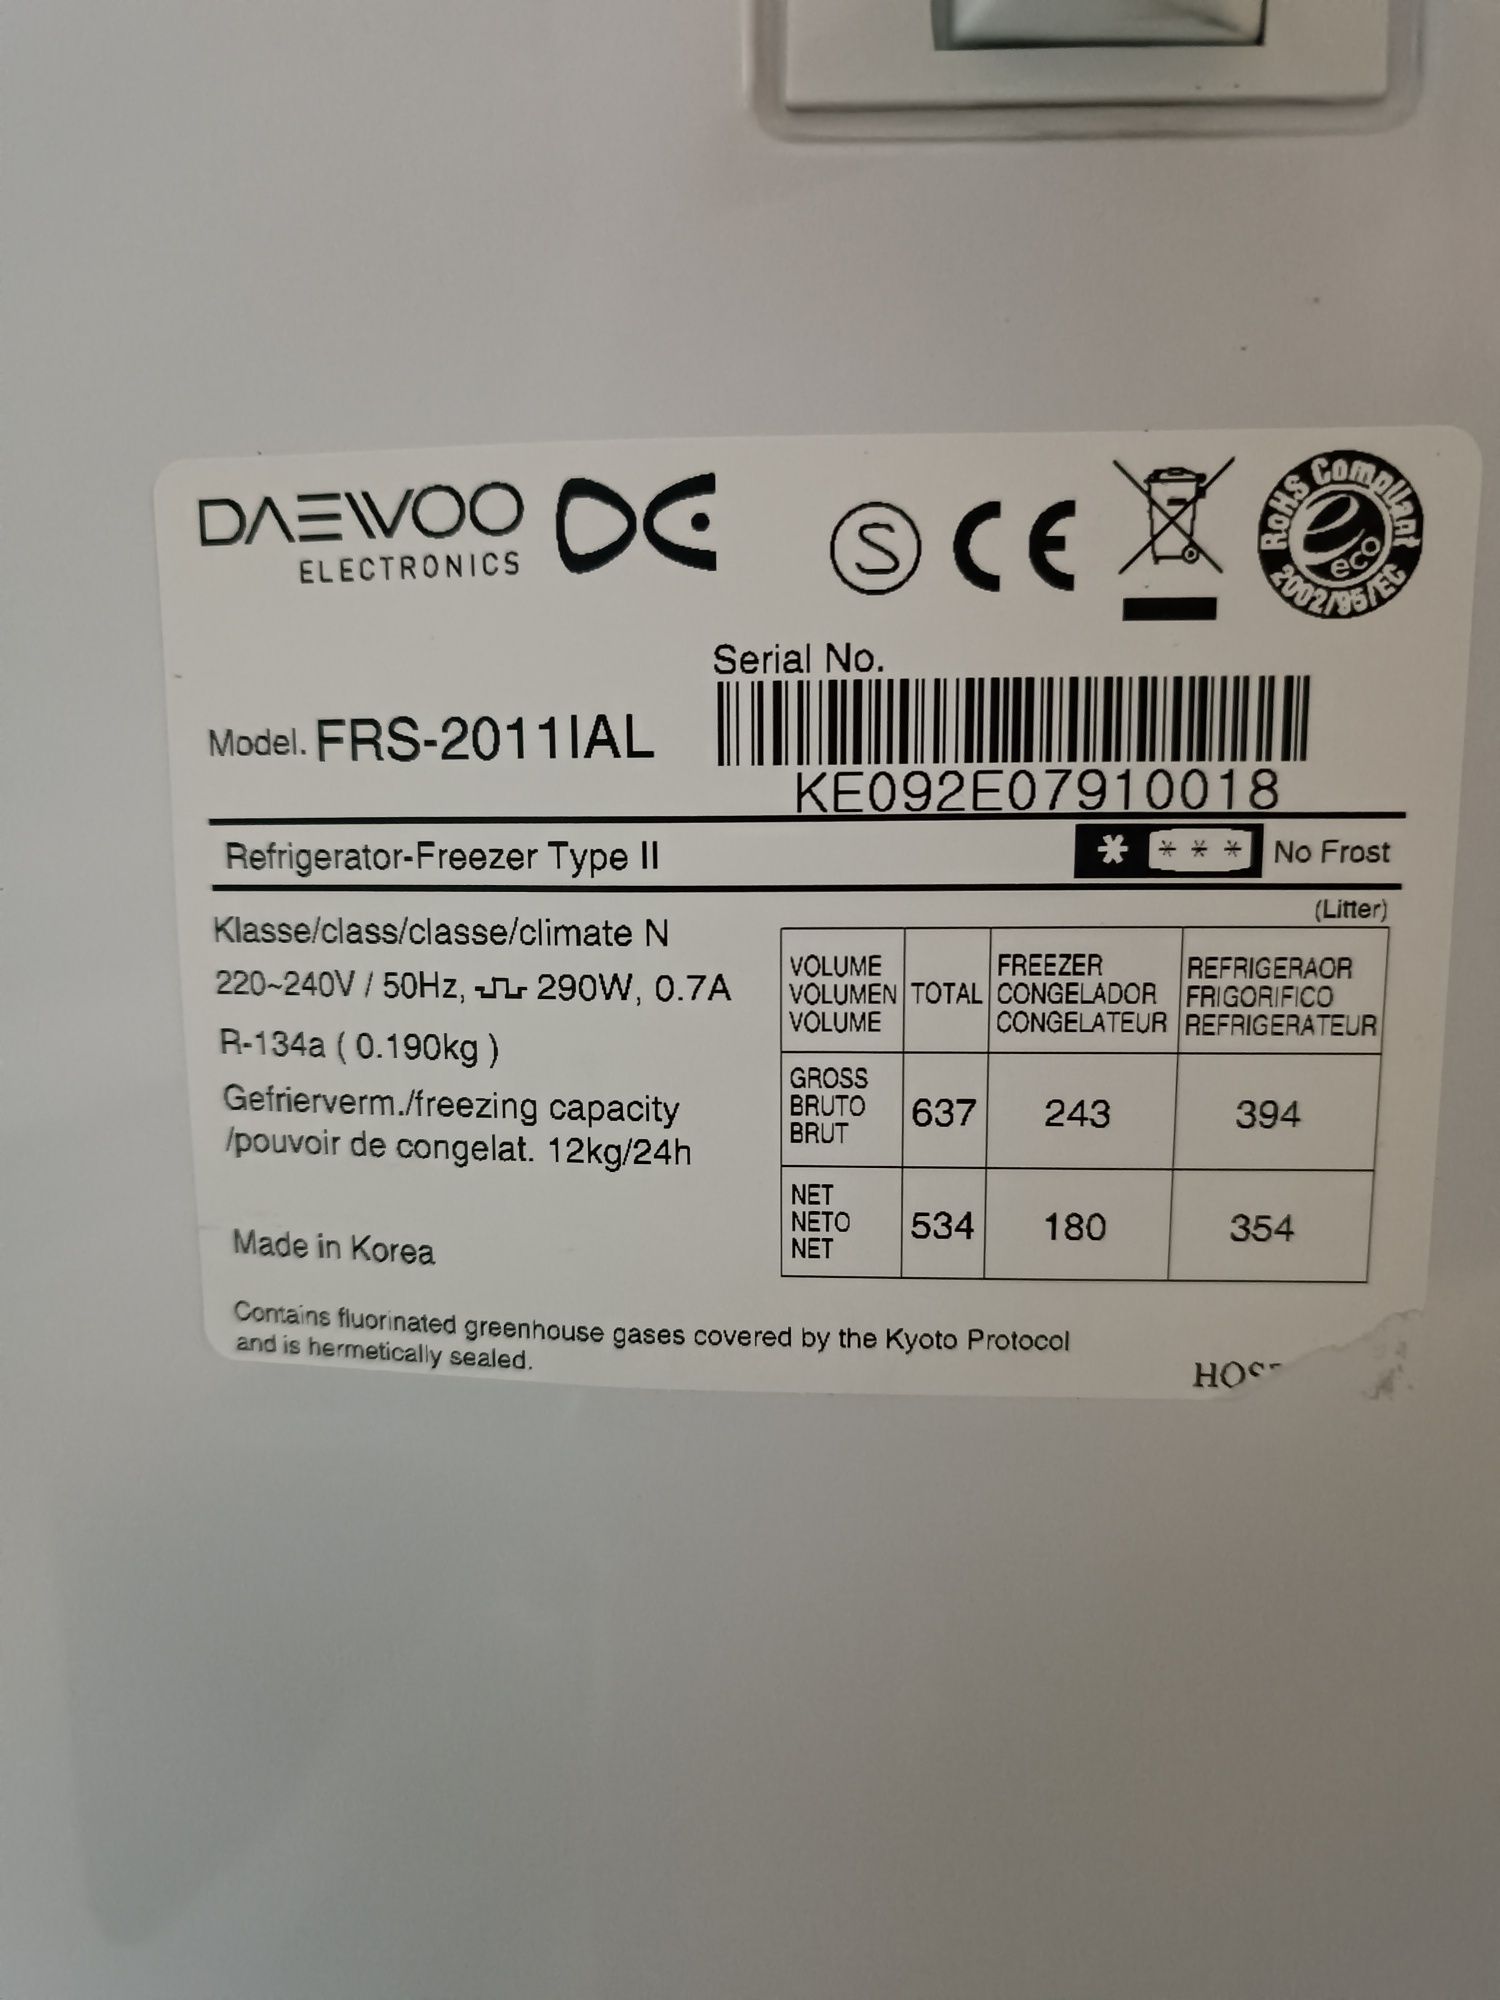 DAEWOO
ELECTRONICS
S CE
RoHS Compliant
eco
2002/95/EC
Serial No.
Model. FRS-2011IAL
KE092E07910018
Refrigerator-Freezer Type II
* *** No Frost
Klasse/class/classe/climate N
220~240V / 50Hz, 290W, 0.7A
R-134a ( 0.190kg )
Gefrierverm./freezing capacity
/pouvoir de congelat. 12kg/24h
Made in Korea
(Litter)
VOLUME
VOLUMEN
VOLUME
TOTAL
FREEZER
CONGELADOR
CONGELATEUR
REFRIGERAOR
FRIGORIFICO
REFRIGERATEUR
GROSS
BRUTO
BRUT
637 243 394
NET
NETO
NET
534 180 354
Contains fluorinated greenhouse gases covered by the Kyoto Protocol
and is hermetically sealed.